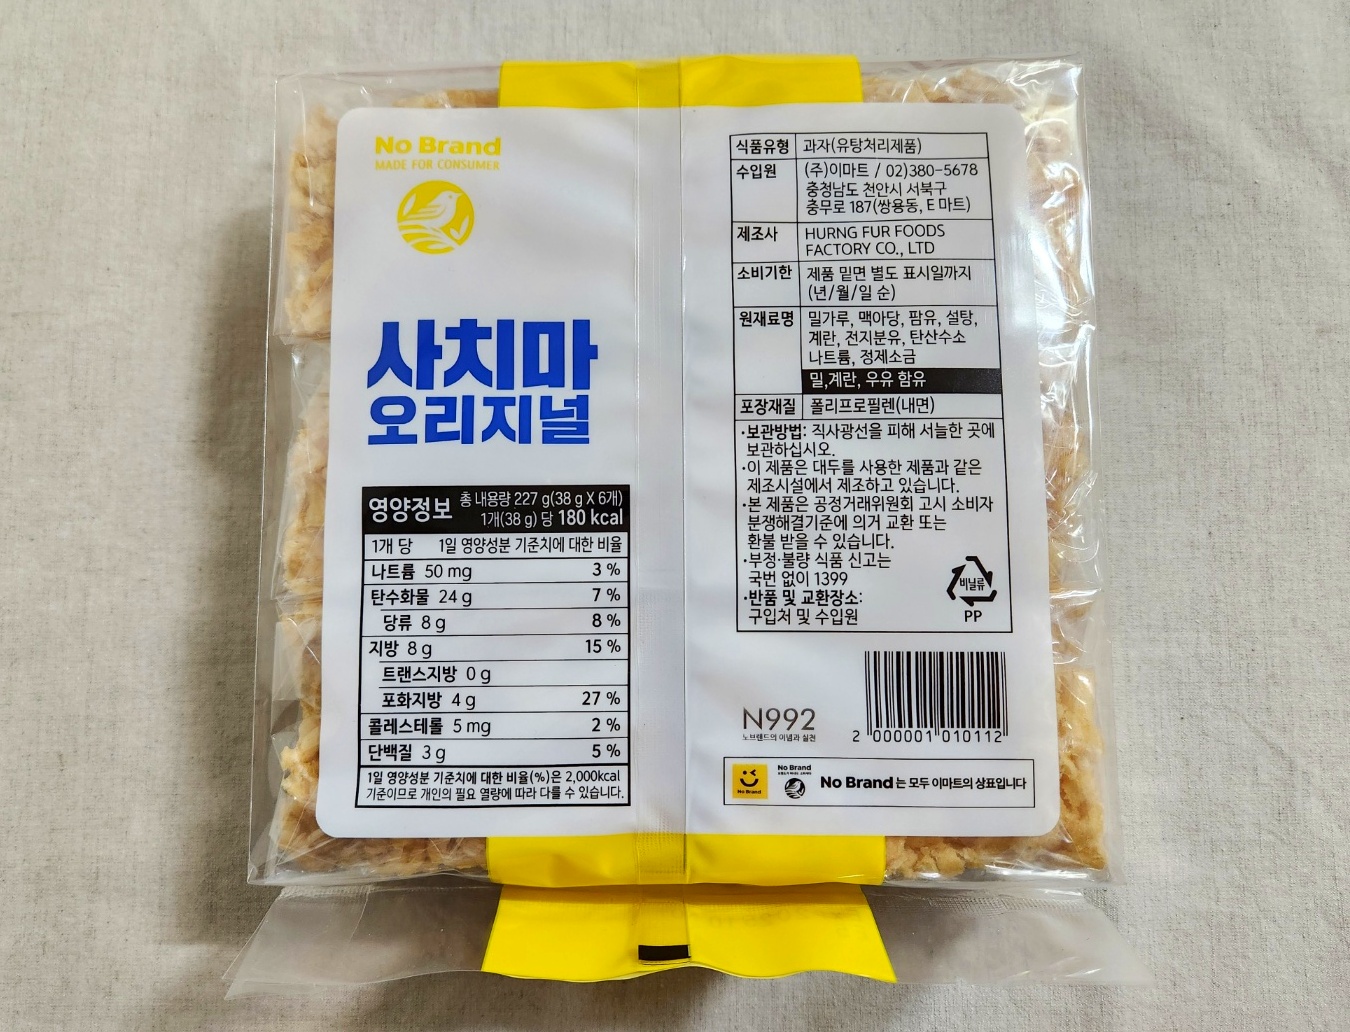 No Brand
MADE FOR CONSUMER
사치마
오리지널
영양정보
총 내용량 227 g(38 g X 6개)
1개(38 g) 당 180 kcal
1개 당 1일 영양성분 기준치에 대한 비율
나트륨 50 mg 3 %
탄수화물 24 g 7 %
당류 8 g 8 %
지방 8 g 15 %
트랜스지방 0 g
포화지방 4 g 27 %
콜레스테롤 5 mg 2 %
단백질 3 g 5 %
1일 영양성분 기준치에 대한 비율(%)은 2,000kcal
기준이므로 개인의 필요 열량에 따라 다를 수 있습니다.
식품유형 과자(유탕처리제품)
수입원 (주)이마트 / 02)380-5678
충청남도 천안시 서북구
충무로 187(쌍용동, E 마트)
제조사 HURNG FUR FOODS
FACTORY CO., LTD
소비기한 제품 밑면 별도 표시일까지
(년/월/일 순)
원재료명 밀가루, 맥아당, 팜유, 설탕,
계란, 전지분유, 탄산수소
나트륨, 정제소금
밀,계란, 우유 함유
포장재질 폴리프로필렌(내면)
·보관방법: 직사광선을 피해 서늘한 곳에
보관하십시오.
·이 제품은 대두를 사용한 제품과 같은
제조시설에서 제조하고 있습니다.
·본 제품은 공정거래위원회 고시 소비자
분쟁해결기준에 의거 교환 또는
환불 받을 수 있습니다.
·부정·불량 식품 신고는
국번 없이 1399
·반품 및 교환장소:
구입처 및 수입원
비닐류
PP
N992
노브랜드의 이념과 실천
2 000001 010112
No Brand
No Brand
No Brand는 모두 이마트의 상표입니다